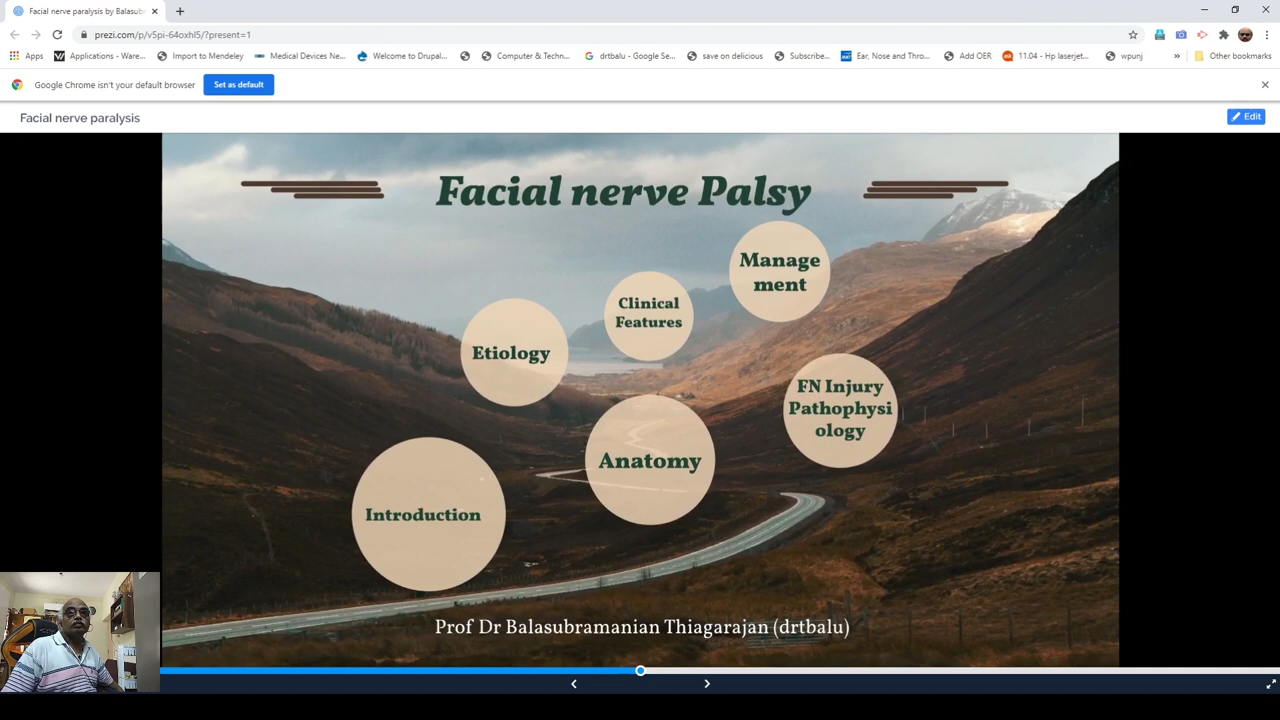 Facial nerve paralysis by Balasub
prezi.com/p/v5pi-64oxhl5/?present=1
Apps
Applications - Ware...
Import to Mendeley
Medical Devices Ne...
Welcome to Drupal...
Computer & Techn...
drtbalu - Google Se...
save on delicious
Subscribe...
Ear, Nose and Thro...
Add OER
11.04 - Hp laserjet...
wpunj
»
Other bookmarks
Google Chrome isn't your default browser
Set as default
Facial nerve paralysis
Edit
Facial nerve Palsy
Manage
ment
Clinical
Features
Etiology
FN Injury
Pathophysi
ology
Anatomy
Introduction
Prof Dr Balasubramanian Thiagarajan (drtbalu)